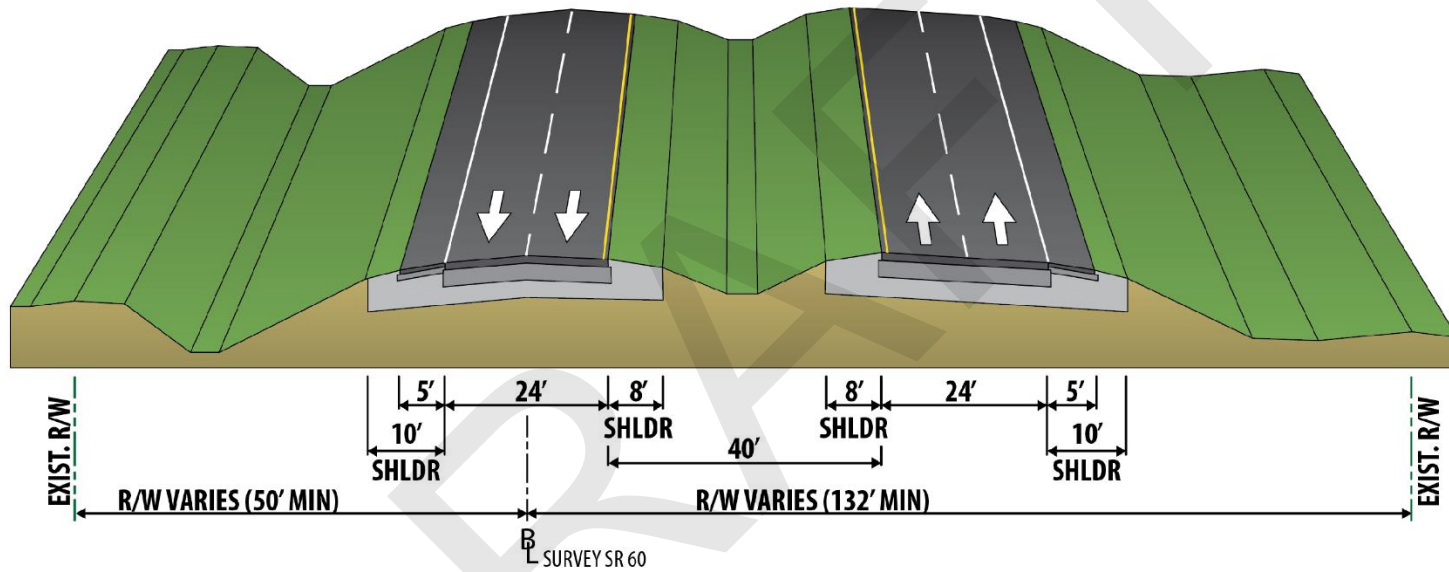 5' 24' 8' 8' 24' 5'
10' SHLDR SHLDR 10'
SHLDR 40' SHLDR
EXIST. R/W
R/W VARIES (50' MIN) R/W VARIES (132' MIN)
EXIST. R/W
BL SURVEY SR 60
DRAFT